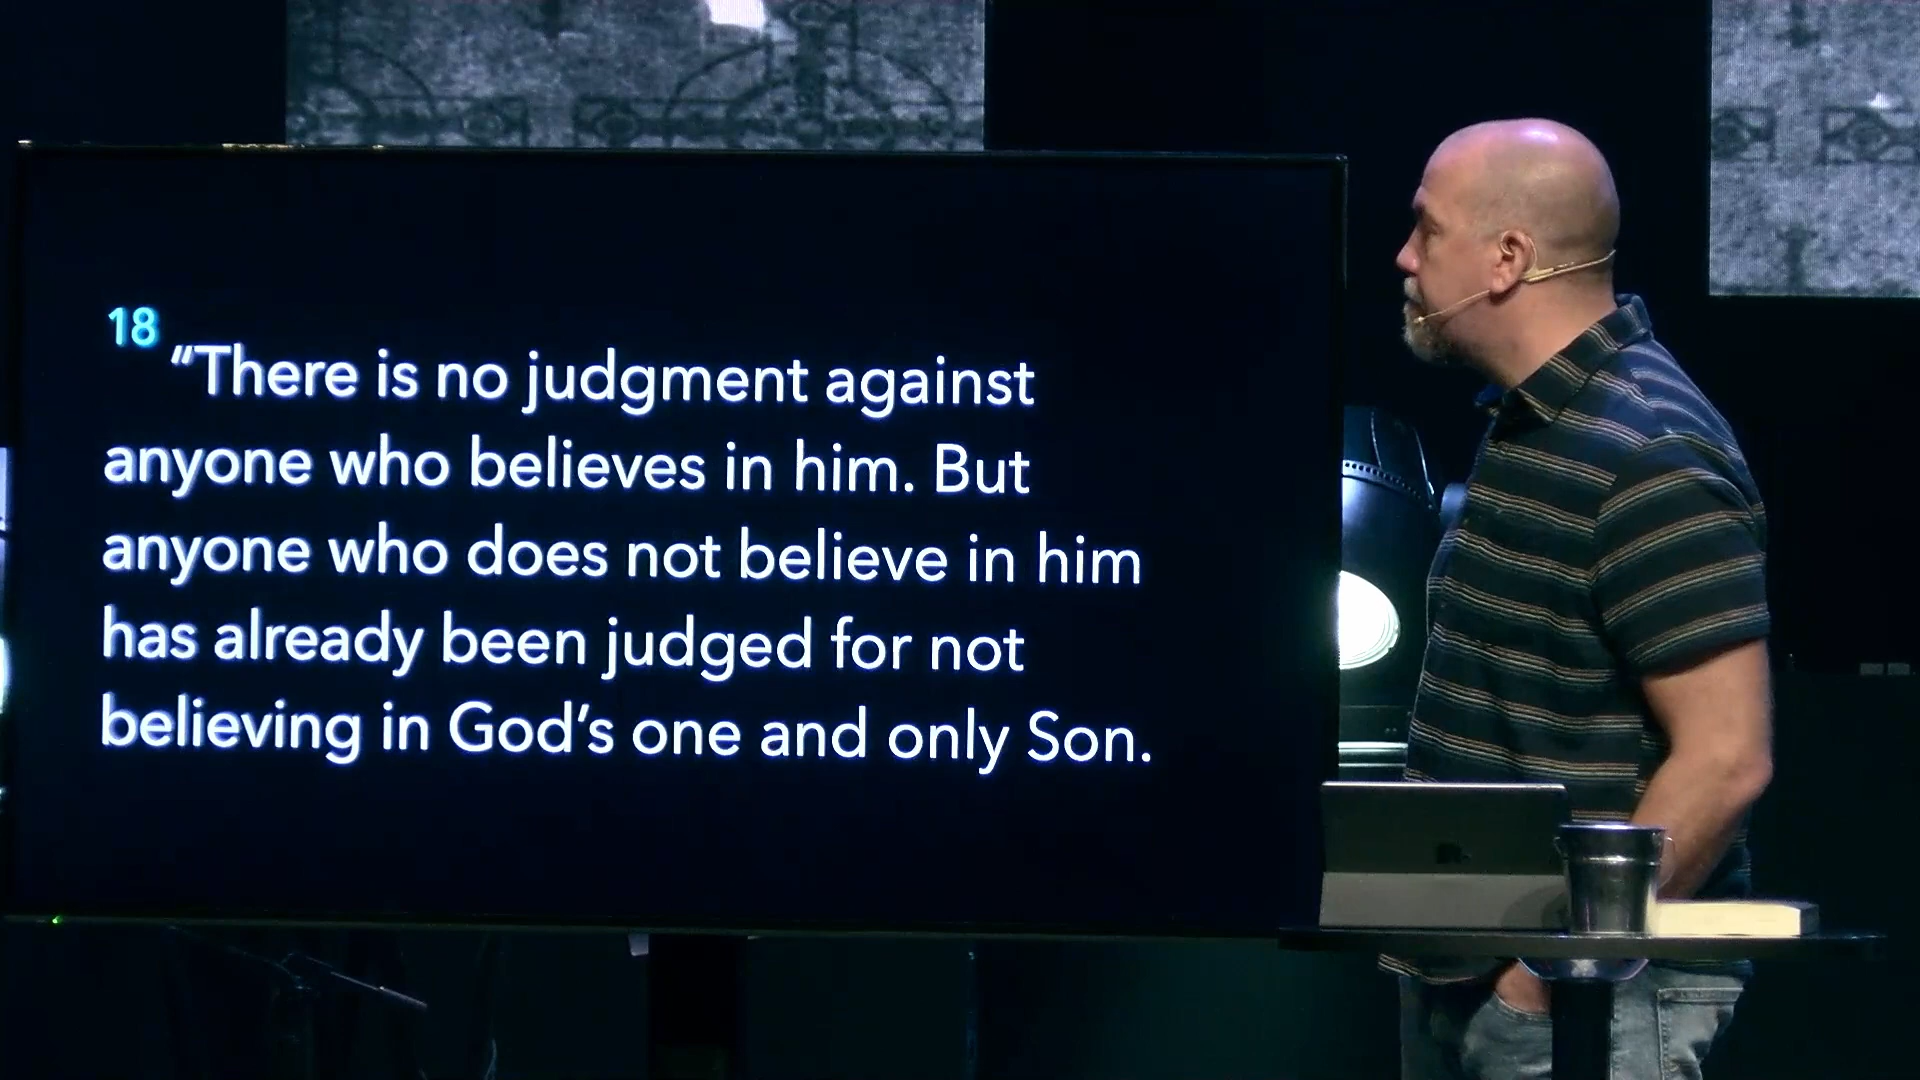 18 “There is no judgment against
anyone who believes in him. But
anyone who does not believe in him
has already been judged for not
believing in God’s one and only Son.